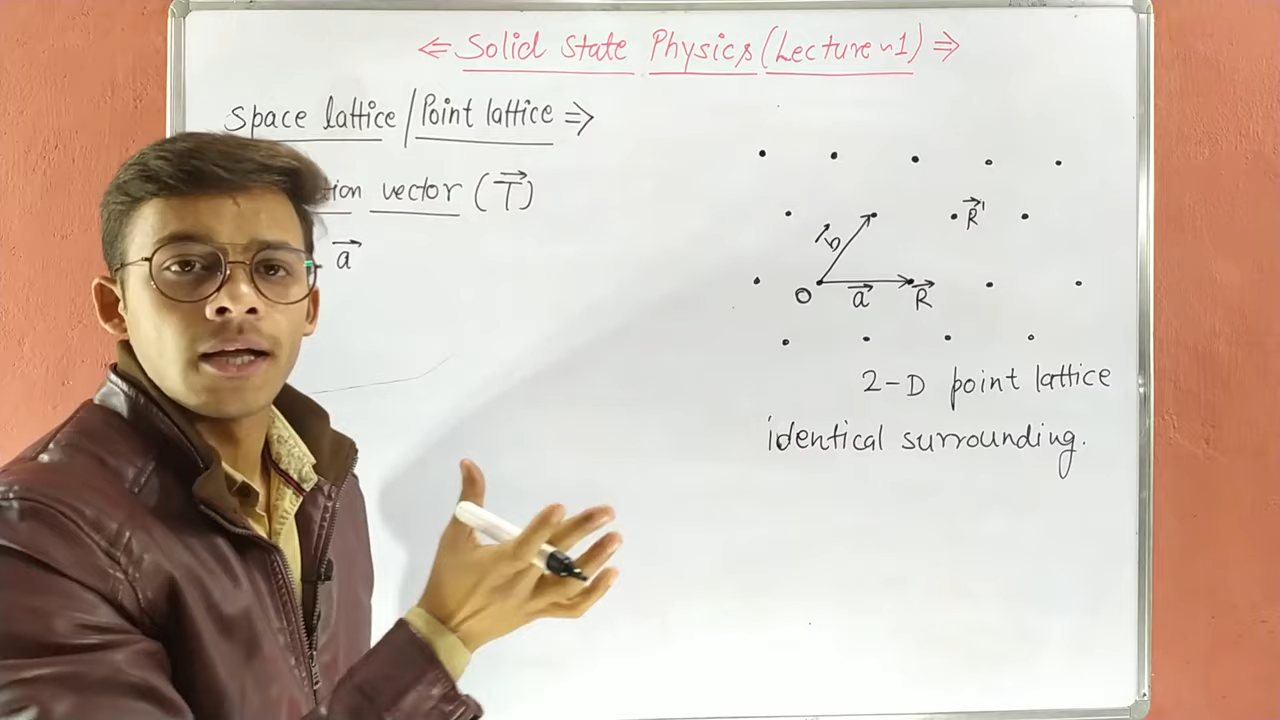 ⇐ Solid State Physics (Lecture ~1) ⇒
Space lattice / Point lattice ⇒
vector (T⃗)
a⃗
R⃗'
b⃗
O a⃗ R⃗
2-D point lattice
identical surrounding.